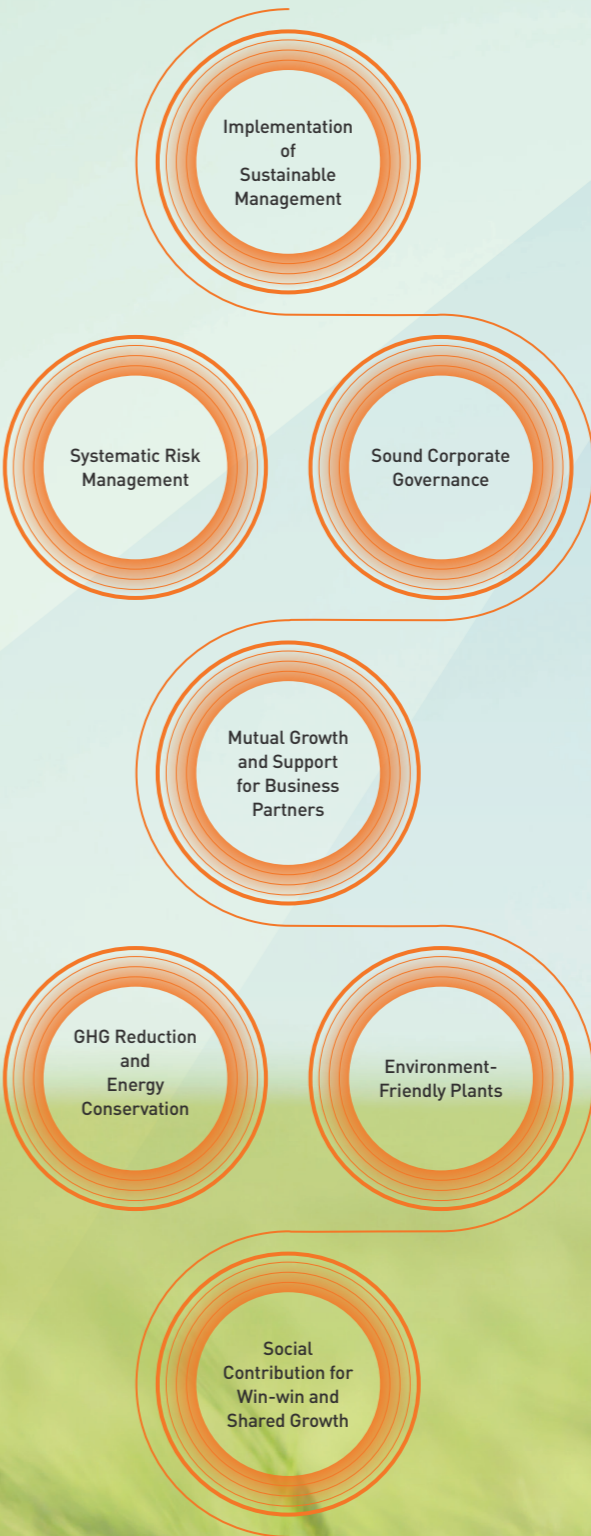 Implementation
of
Sustainable
Management
Systematic Risk
Management
Sound Corporate
Governance
Mutual Growth
and Support
for Business
Partners
GHG Reduction
and
Energy
Conservation
Environment-
Friendly Plants
Social
Contribution for
Win-win and
Shared Growth